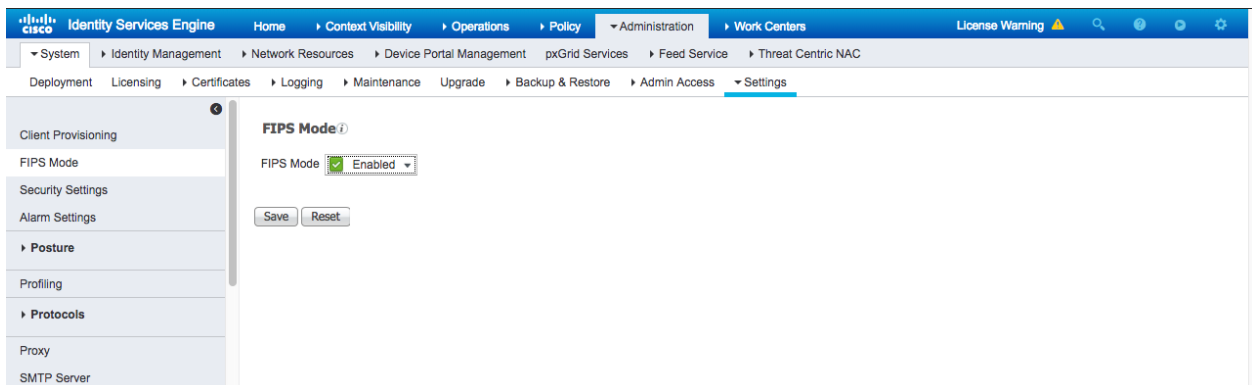 cisco Identity Services Engine Home Context Visibility Operations Policy Administration Work Centers License Warning
System Identity Management Network Resources Device Portal Management pxGrid Services Feed Service Threat Centric NAC
Deployment Licensing Certificates Logging Maintenance Upgrade Backup & Restore Admin Access Settings
Client Provisioning
FIPS Mode
Security Settings
Alarm Settings
Posture
Profiling
Protocols
Proxy
SMTP Server
FIPS Mode
FIPS Mode Enabled
Save Reset